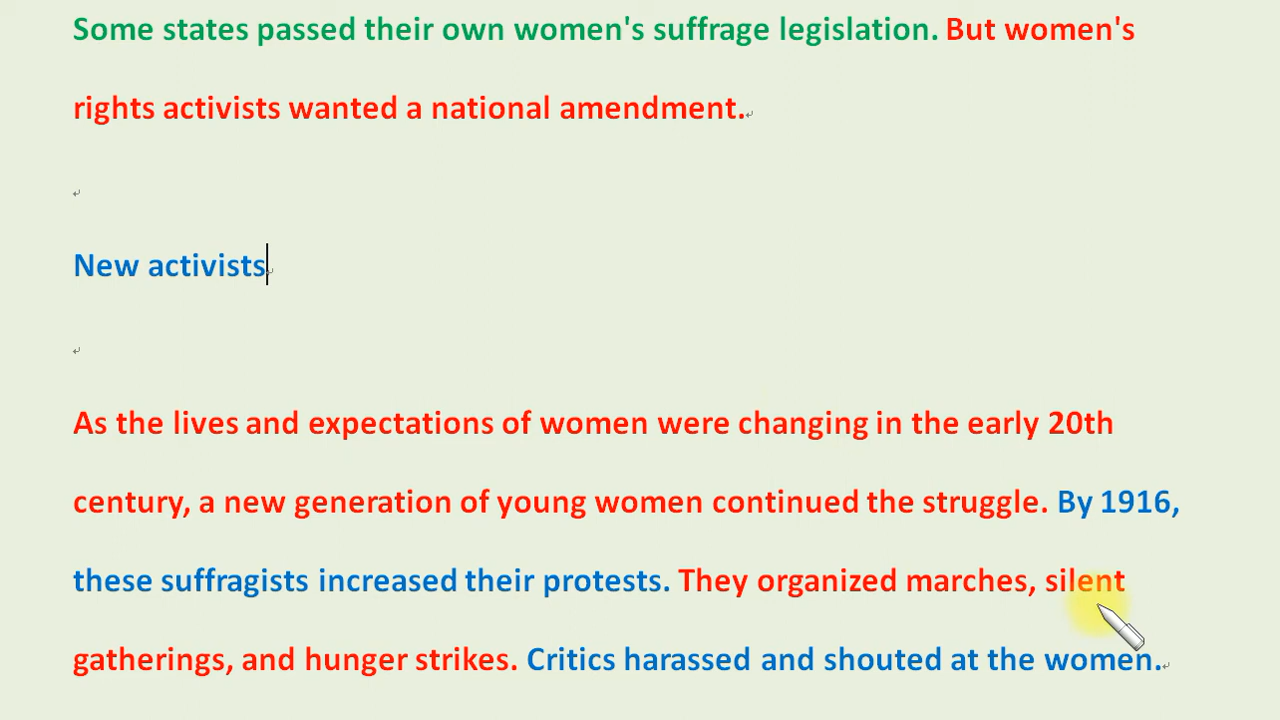 Some states passed their own women's suffrage legislation. But women's
rights activists wanted a national amendment.
New activists
As the lives and expectations of women were changing in the early 20th
century, a new generation of young women continued the struggle. By 1916,
these suffragists increased their protests. They organized marches, silent
gatherings, and hunger strikes. Critics harassed and shouted at the women.